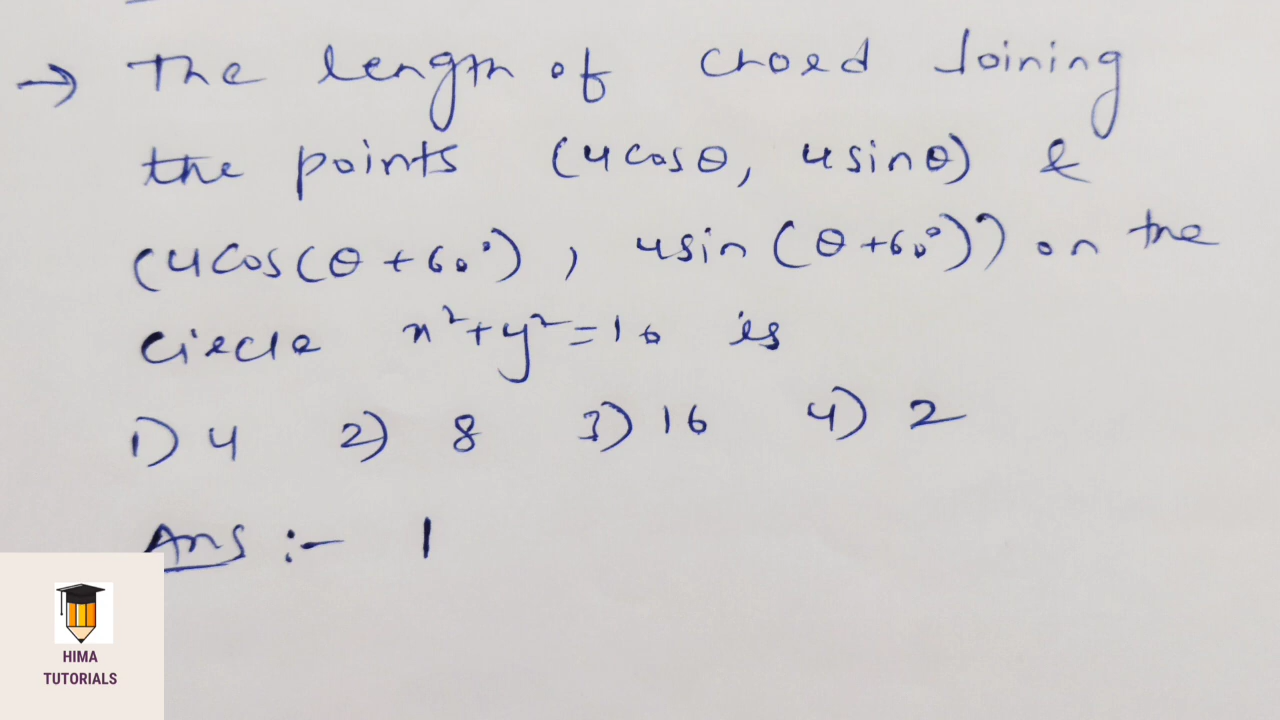 → The length of chord Joining
the points (4cosθ, 4sinθ) &
(4cos(θ+60°), 4sin(θ+60°)) on the
circle x²+y²=16 is
1) 4 2) 8 3) 16 4) 2
Ans :- 1
HIMA
TUTORIALS